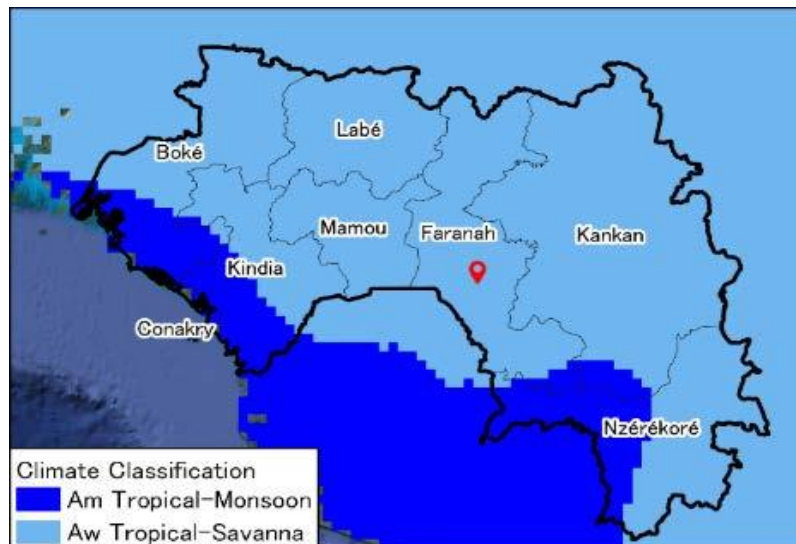 Labé
Boké
Mamou
Faranah
Kankan
Kindia
Conakry
Nzérékoré
Climate Classification
Am Tropical-Monsoon
Aw Tropical-Savanna